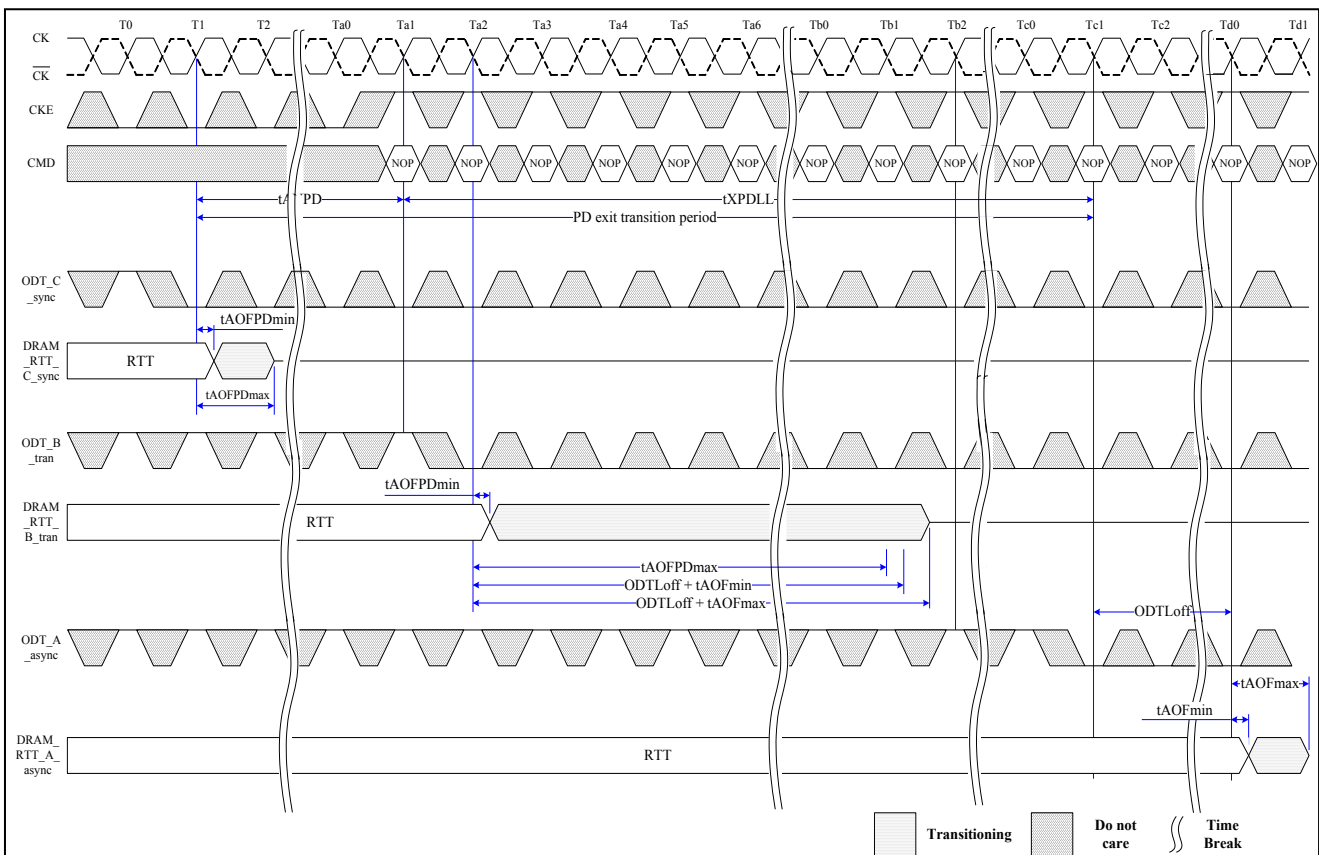 T0 T1 T2 Ta0 Ta1 Ta2 Ta3 Ta4 Ta5 Ta6 Tb0 Tb1 Tb2 Tc0 Tc1 Tc2 Td0 Td1
CK
CK
CKE
CMD
NOP NOP NOP NOP NOP NOP NOP NOP NOP NOP NOP NOP NOP NOP
tXPDLL
PD exit transition period
ODT_C
_sync
tAOFPDmin
DRAM
_RTT_
C_sync
RTT
tAOFPDmax
ODT_B
_tran
tAOFPDmin
DRAM
_RTT_
B_tran
RTT
tAOFPDmax
ODTLoff + tAOFmin
ODTLoff + tAOFmax
ODTLoff
ODT_A
_async
tAOFmax
tAOFmin
DRAM_
RTT_A_
async
RTT
Transitioning
Do not
care
Time
Break